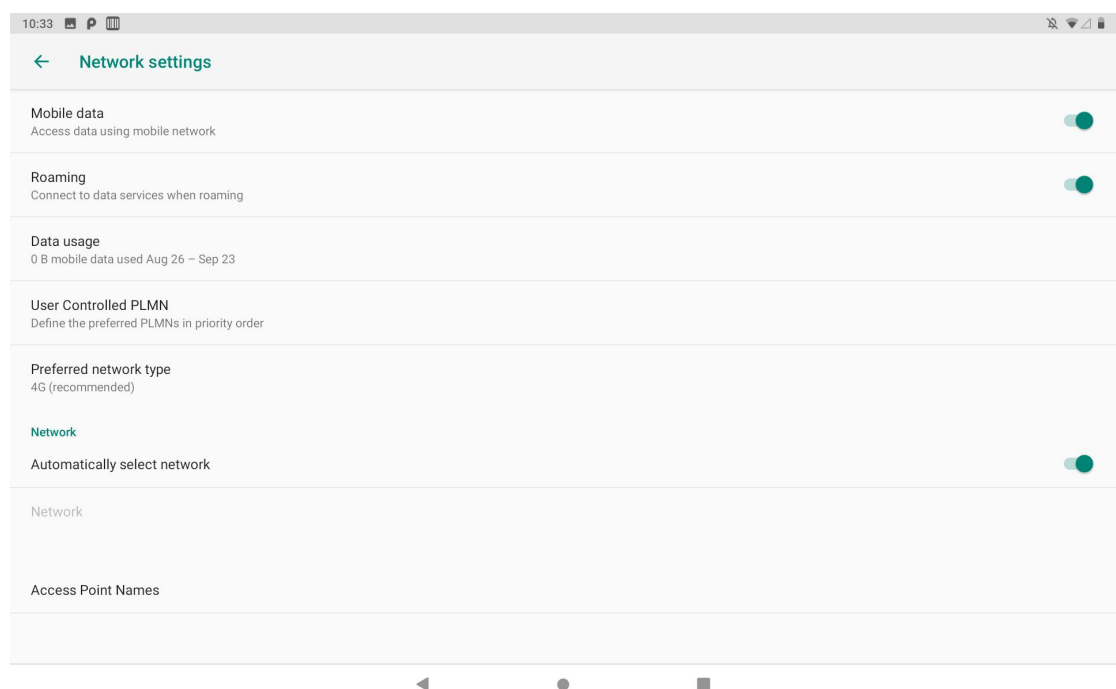 10:33
Network settings
Mobile data
Access data using mobile network
Roaming
Connect to data services when roaming
Data usage
0 B mobile data used Aug 26 – Sep 23
User Controlled PLMN
Define the preferred PLMNs in priority order
Preferred network type
4G (recommended)
Network
Automatically select network
Network
Access Point Names